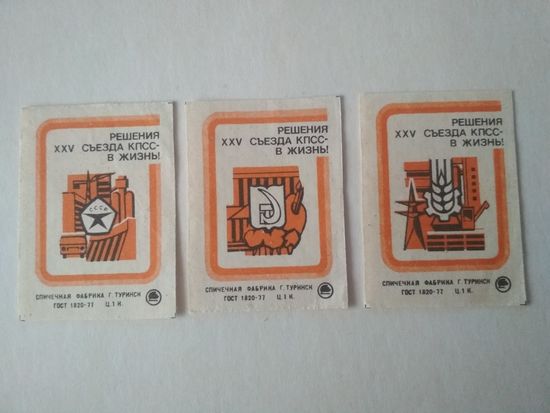 РЕШЕНИЯ
XXV СЪЕЗДА КПСС-
В ЖИЗНЬ!
СССР
СПИЧЕЧНАЯ ФАБРИКА Г. ТУРИНСК
ГОСТ 1820-77 Ц.1 К.
РЕШЕНИЯ
XXV СЪЕЗДА КПСС-
В ЖИЗНЬ!
СПИЧЕЧНАЯ ФАБРИКА Г. ТУРИНСК
ГОСТ 1820-77 Ц.1 К.
РЕШЕНИЯ
XXV СЪЕЗДА КПСС-
В ЖИЗНЬ!
СПИЧЕЧНАЯ ФАБРИКА Г. ТУРИНСК
ГОСТ 1820-77 Ц.1 К.